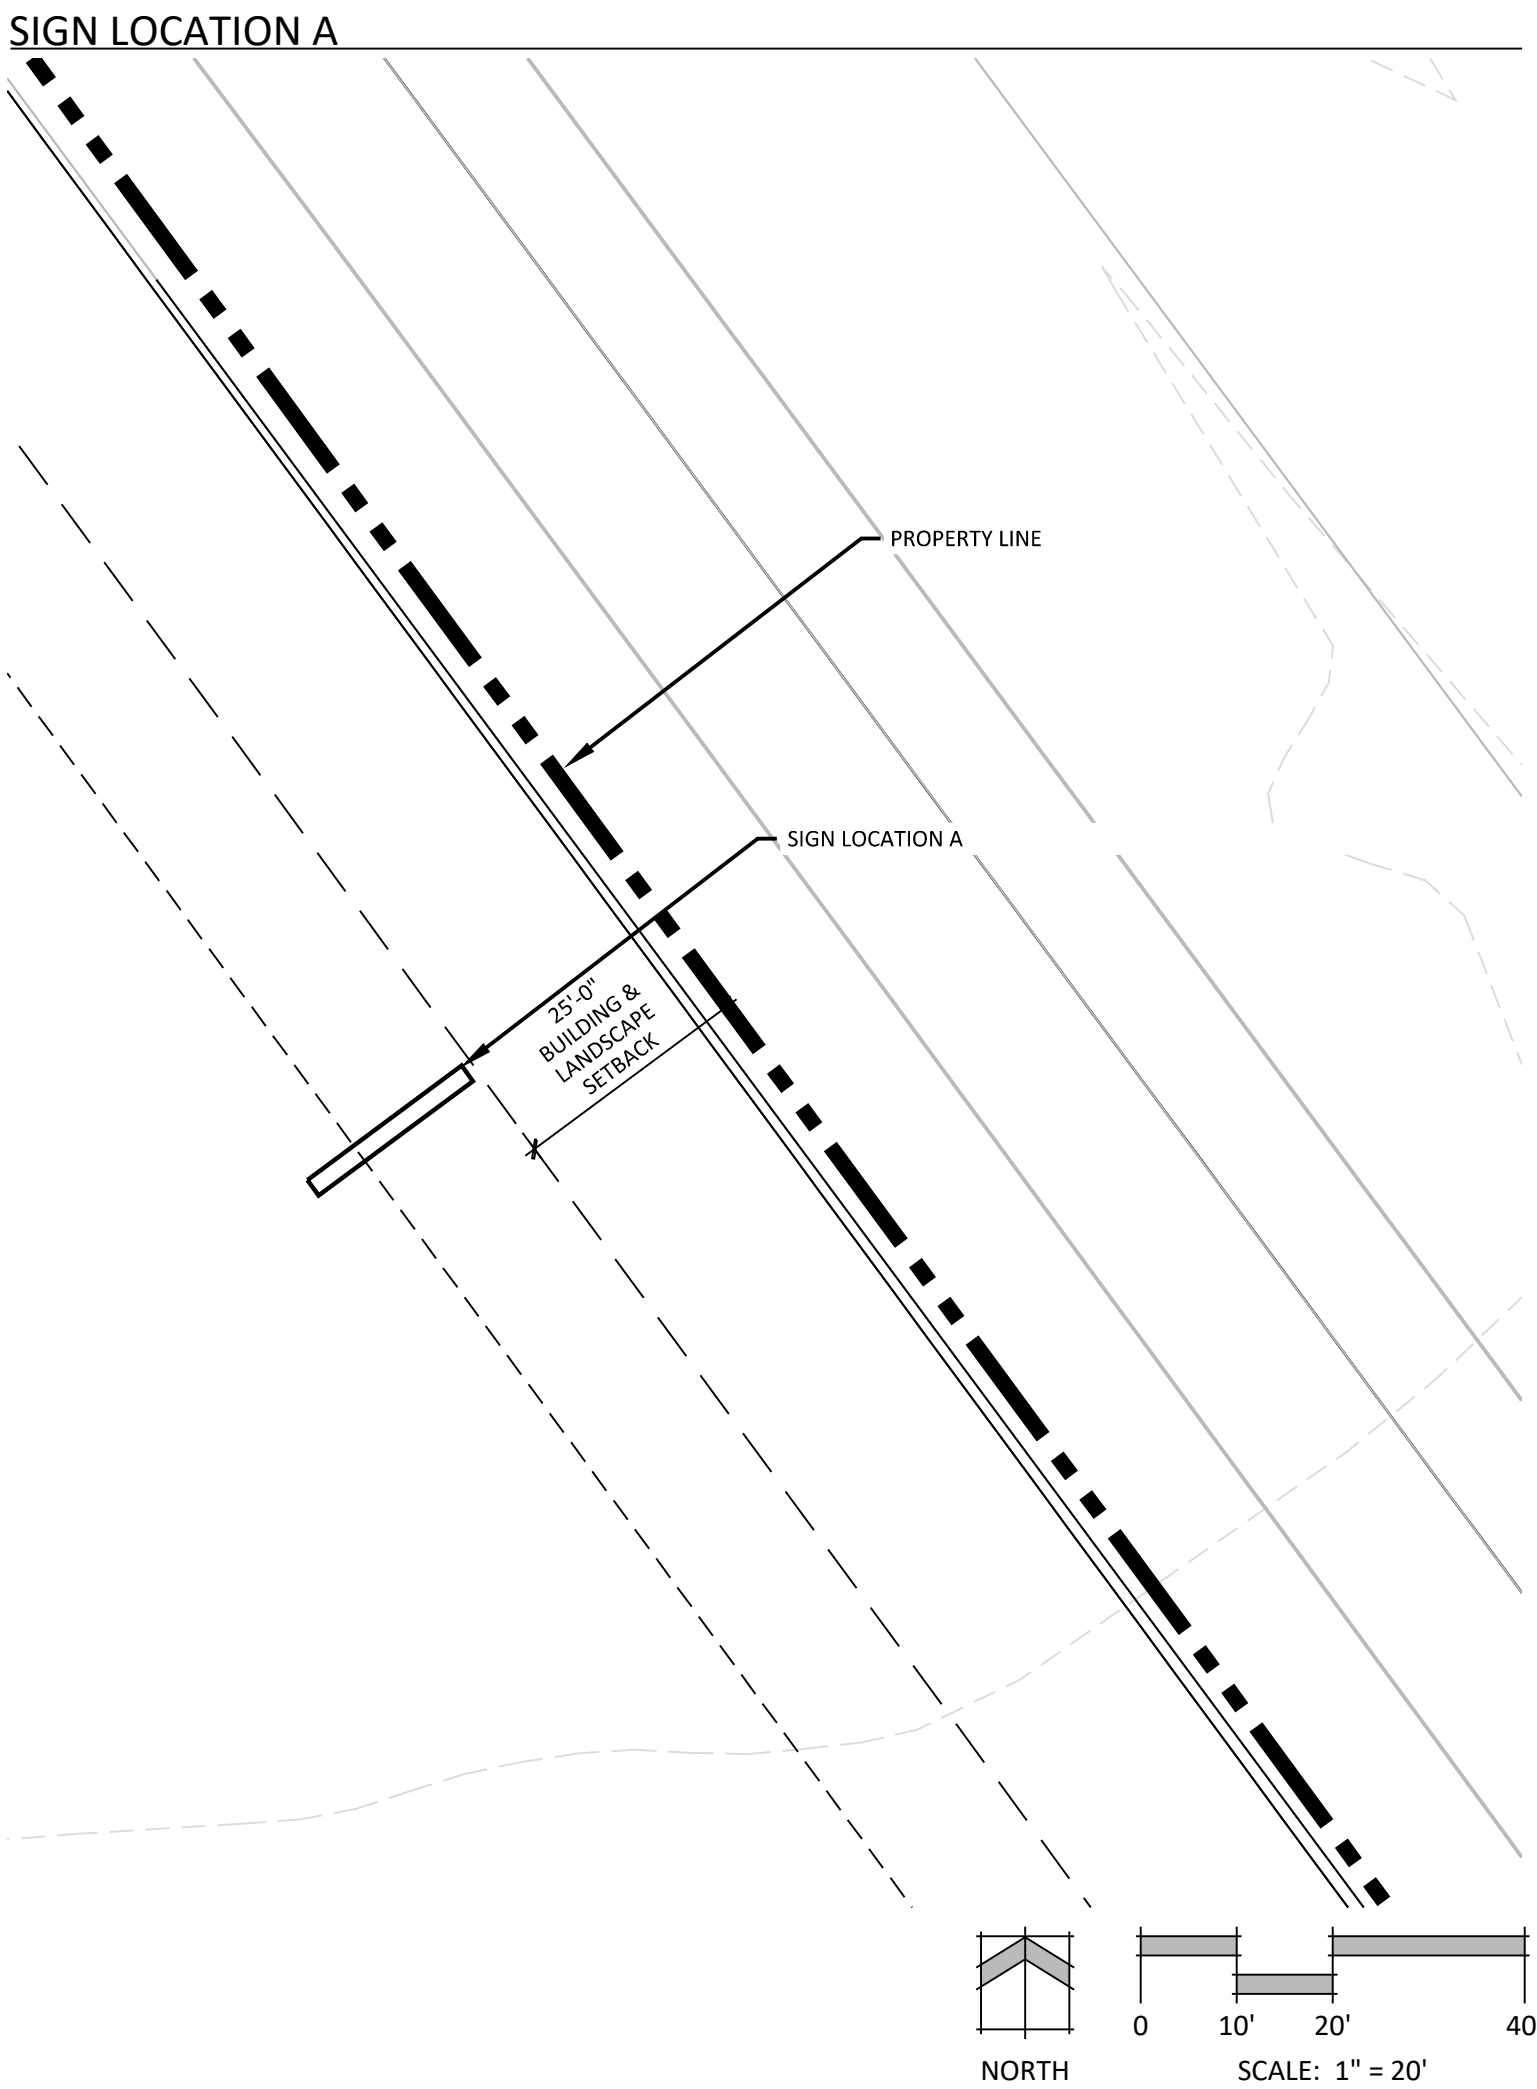 SIGN LOCATION A
PROPERTY LINE
SIGN LOCATION A
25'-0"
BUILDING &
LANDSCAPE
SETBACK
0 10' 20' 40
NORTH
SCALE: 1" = 20'